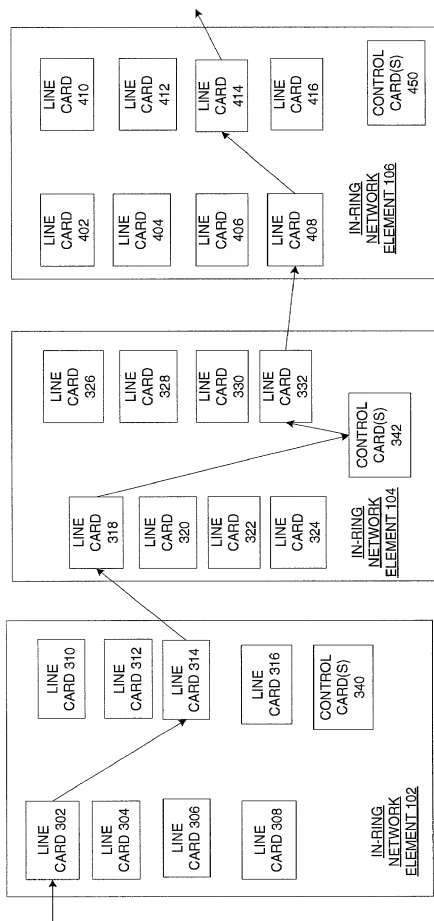 LINE
CARD 302
LINE
CARD 304
LINE
CARD 306
LINE
CARD 308
LINE
CARD 310
LINE
CARD 312
LINE
CARD 314
LINE
CARD 316
CONTROL
CARD(S)
340
IN-RING
NETWORK
ELEMENT 102
LINE
CARD
318
LINE
CARD
320
LINE
CARD
322
LINE
CARD
324
LINE
CARD
326
LINE
CARD
328
LINE
CARD
330
LINE
CARD
332
CONTROL
CARD(S)
342
IN-RING
NETWORK
ELEMENT 104
LINE
CARD
402
LINE
CARD
404
LINE
CARD
406
LINE
CARD
408
LINE
CARD
410
LINE
CARD
412
LINE
CARD
414
LINE
CARD
416
CONTROL
CARD(S)
450
IN-RING
NETWORK
ELEMENT 106